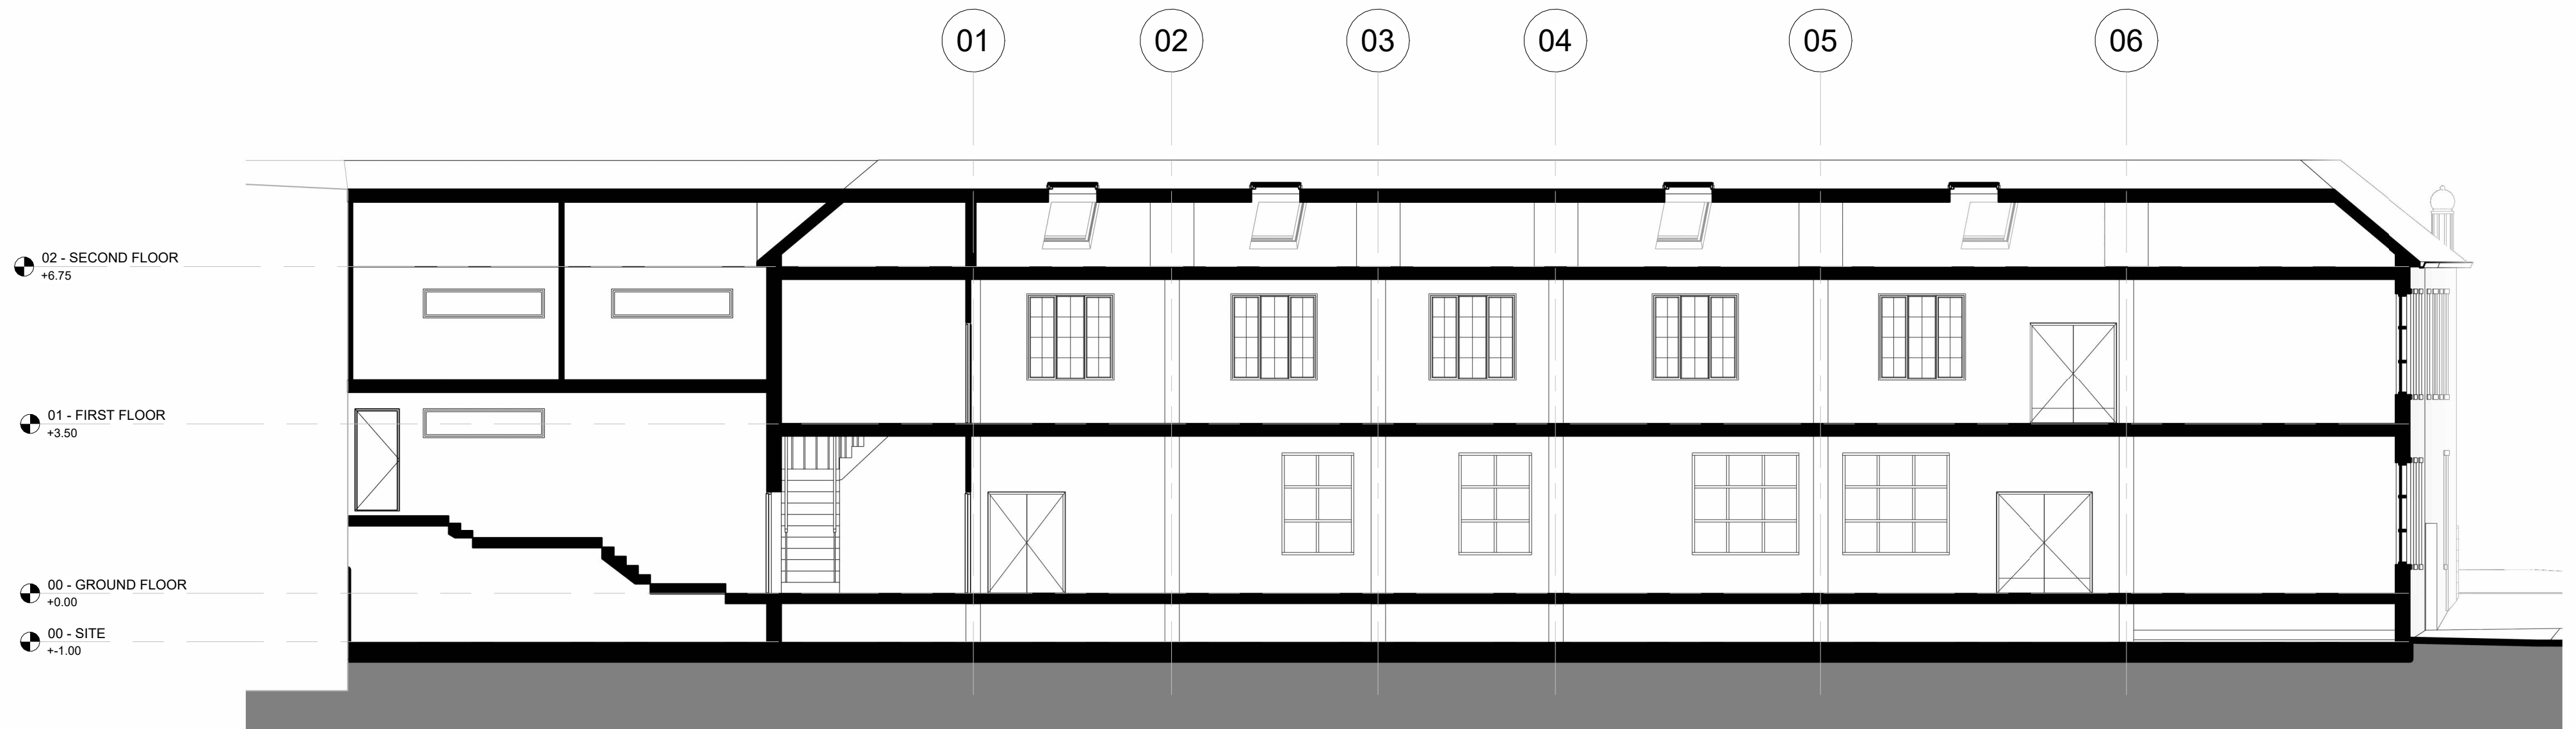 01
02
03
04
05
06
02 - SECOND FLOOR
+6.75
01 - FIRST FLOOR
+3.50
00 - GROUND FLOOR
+0.00
00 - SITE
+-1.00